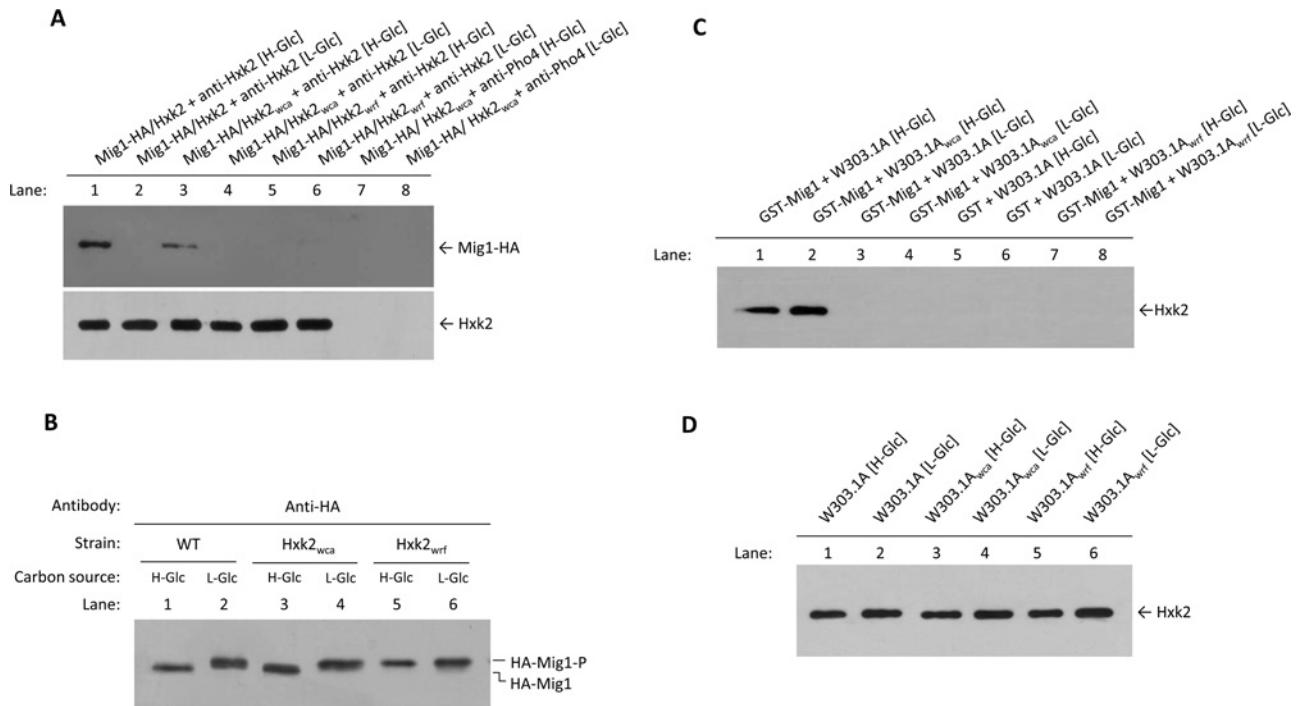 A
Mig1-HA/Hxk2 + anti-Hxk2 [H-Glc]
Mig1-HA/Hxk2 + anti-Hxk2 [L-Glc]
Mig1-HA/Hxk2wca + anti-Hxk2 [H-Glc]
Mig1-HA/Hxk2wca + anti-Hxk2 [L-Glc]
Mig1-HA/Hxk2wrf + anti-Hxk2 [H-Glc]
Mig1-HA/Hxk2wrf + anti-Hxk2 [L-Glc]
Mig1-HA/ Hxk2wca + anti-Pho4 [H-Glc]
Mig1-HA/ Hxk2wca + anti-Pho4 [L-Glc]
Lane: 1 2 3 4 5 6 7 8
← Mig1-HA
← Hxk2
B
Antibody: Anti-HA
Strain: WT Hxk2wca Hxk2wrf
Carbon source: H-Glc L-Glc H-Glc L-Glc H-Glc L-Glc
Lane: 1 2 3 4 5 6
HA-Mig1-P
HA-Mig1
C
GST-Mig1 + W303.1A [H-Glc]
GST-Mig1 + W303.1Awca [H-Glc]
GST-Mig1 + W303.1A [L-Glc]
GST-Mig1 + W303.1Awca [L-Glc]
GST + W303.1A [H-Glc]
GST + W303.1A [L-Glc]
GST-Mig1 + W303.1Awrf [H-Glc]
GST-Mig1 + W303.1Awrf [L-Glc]
Lane: 1 2 3 4 5 6 7 8
←Hxk2
D
W303.1A [H-Glc]
W303.1A [L-Glc]
W303.1Awca [H-Glc]
W303.1Awca [L-Glc]
W303.1Awrf [H-Glc]
W303.1Awrf [L-Glc]
Lane: 1 2 3 4 5 6
← Hxk2